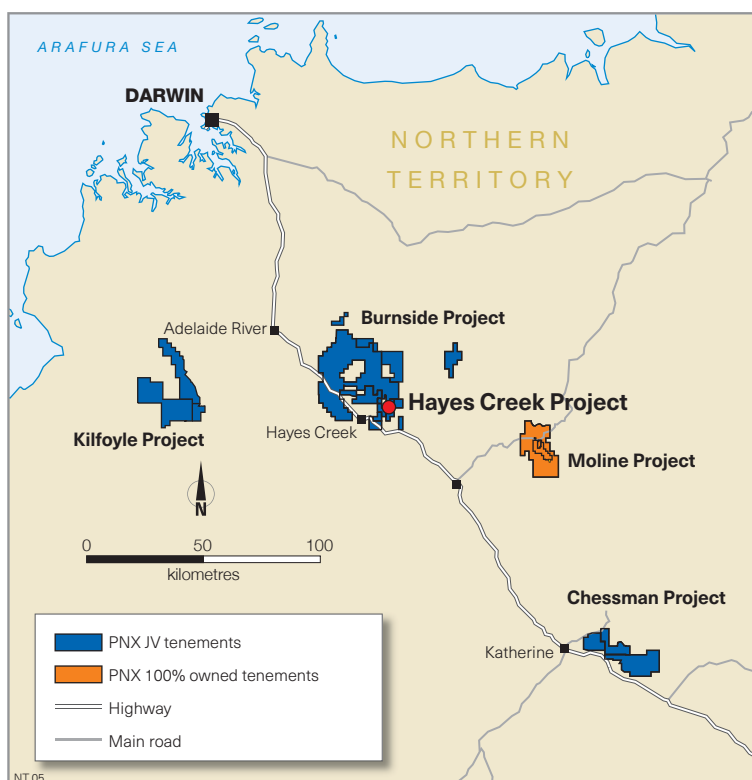 ARAFURA SEA
DARWIN
NORTHERN
TERRITORY
Adelaide River
Burnside Project
Hayes Creek Project
Kilfoyle Project
Hayes Creek
Moline Project
N
0 50 100
kilometres
Chessman Project
Katherine
PNX JV tenements
PNX 100% owned tenements
Highway
Main road
NT 05